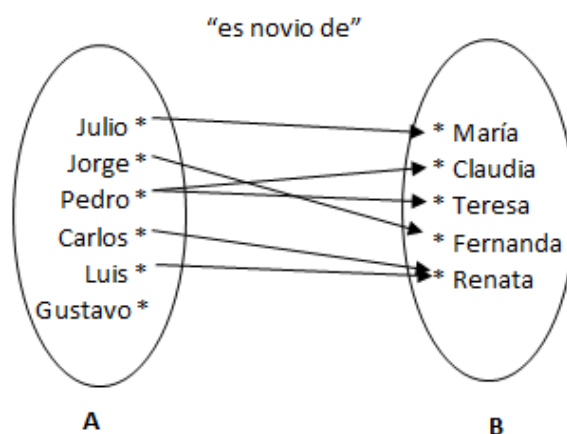 “es novio de”
Julio *
Jorge *
Pedro *
Carlos *
Luis *
Gustavo *
A
* María
* Claudia
* Teresa
* Fernanda
* Renata
B